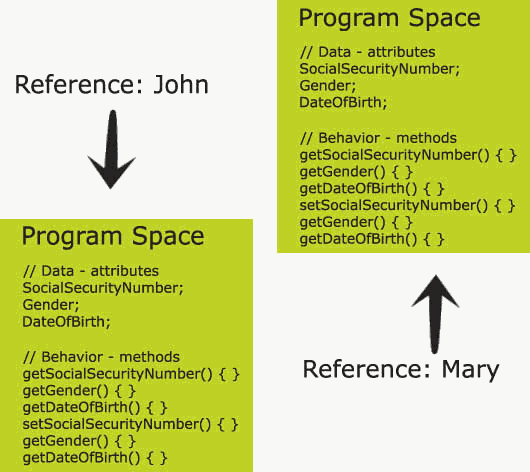 Reference: John
Program Space
// Data - attributes
SocialSecurityNumber;
Gender;
DateOfBirth;
// Behavior - methods
getSocialSecurityNumber() { }
getGender() { }
getDateOfBirth() { }
setSocialSecurityNumber() { }
getGender() { }
getDateOfBirth() { }
Program Space
// Data - attributes
SocialSecurityNumber;
Gender;
DateOfBirth;
// Behavior - methods
getSocialSecurityNumber() { }
getGender() { }
getDateOfBirth() { }
setSocialSecurityNumber() { }
getGender() { }
getDateOfBirth() { }
Reference: Mary